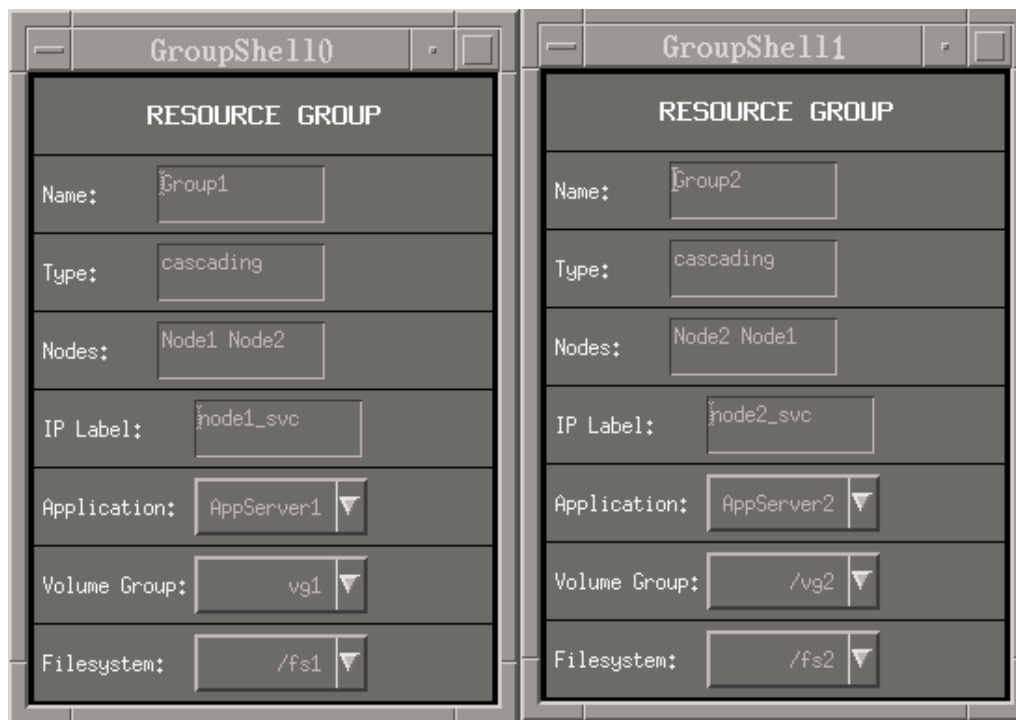 GroupShell0
RESOURCE GROUP
Name: Group1
Type: cascading
Nodes: Node1 Node2
IP Label: node1_svc
Application: AppServer1
Volume Group: vg1
Filesystem: /fs1
GroupShell1
RESOURCE GROUP
Name: Group2
Type: cascading
Nodes: Node2 Node1
IP Label: node2_svc
Application: AppServer2
Volume Group: /vg2
Filesystem: /fs2